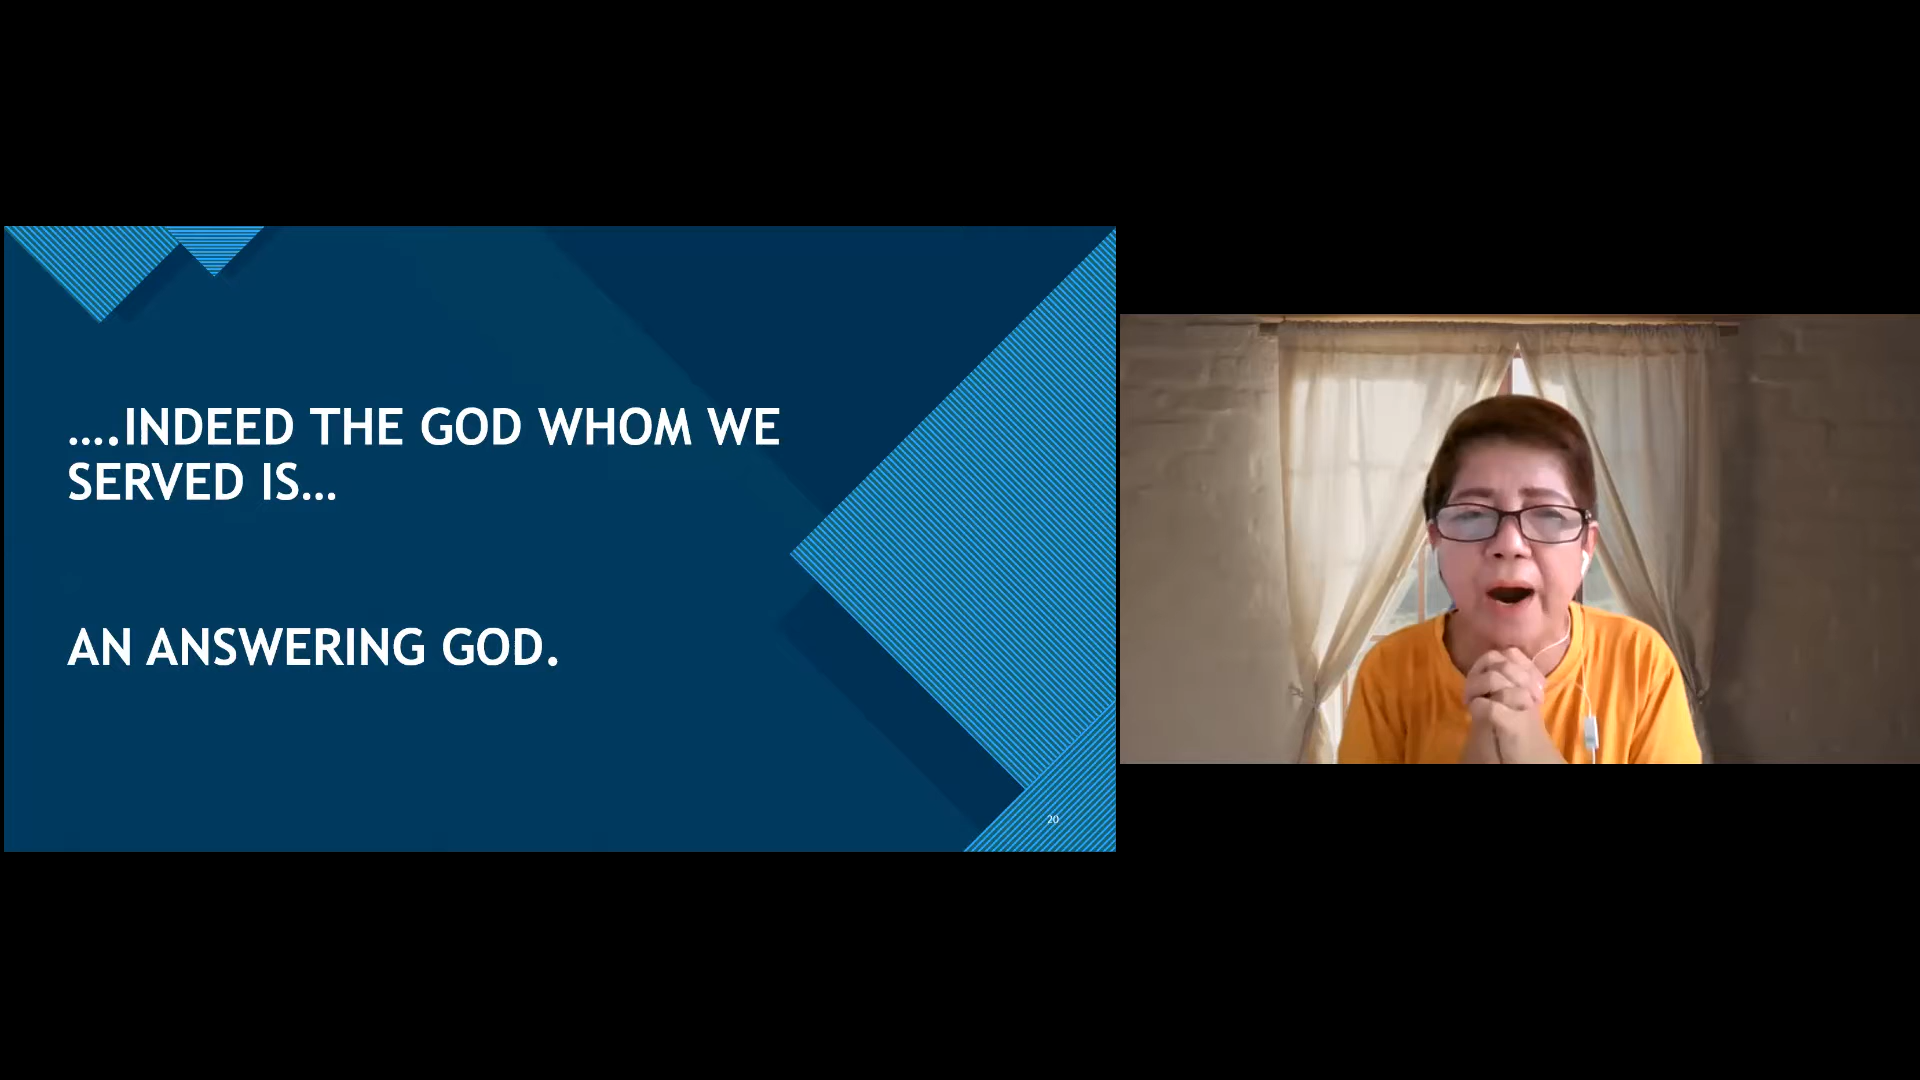 ....INDEED THE GOD WHOM WE
SERVED IS...
AN ANSWERING GOD.
20